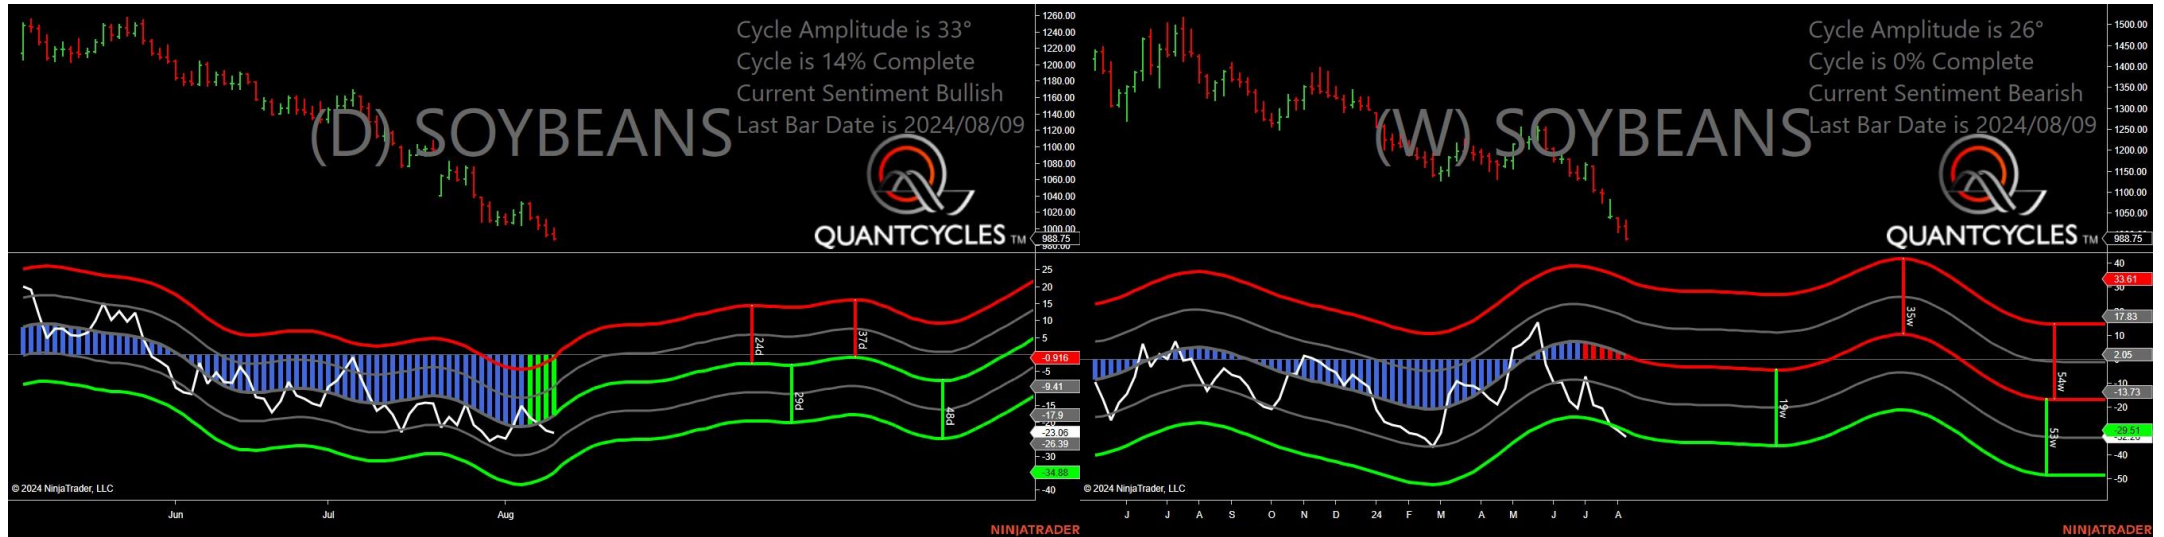 Cycle Amplitude is 33°
Cycle is 14% Complete
Current Sentiment Bullish
Last Bar Date is 2024/08/09
(D) SOYBEANS
QUANTCYCLES TM
1260.00
1240.00
1220.00
1200.00
1180.00
1160.00
1140.00
1120.00
1100.00
1080.00
1060.00
1040.00
1020.00
1000.00
988.75
25
20
15
10
5
-0.916
-5
-9.41
-15
-17.9
-23.06
-26.39
-30
-34.88
-40
24d
37d
29d
48d
© 2024 NinjaTrader, LLC
Jun
Jul
Aug
NINJATRADER
Cycle Amplitude is 26°
Cycle is 0% Complete
Current Sentiment Bearish
Last Bar Date is 2024/08/09
(W) SOYBEANS
QUANTCYCLES TM
1500.00
1450.00
1400.00
1350.00
1300.00
1250.00
1200.00
1150.00
1100.00
1050.00
988.75
40
33.61
30
17.83
10
2.05
-10
-13.73
-20
-29.51
-40
-50
35w
54w
19w
53w
© 2024 NinjaTrader, LLC
J J A S O N D 24 F M A M J J A
NINJATRADER